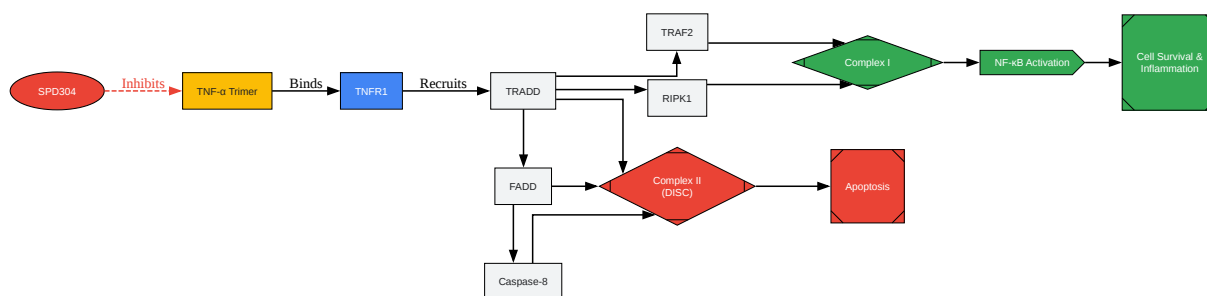 SPD304
Inhibits
TNF-α Trimer
Binds
TNFR1
Recruits
TRADD
TRAF2
RIPK1
Complex I
NF-κB Activation
Cell Survival &
Inflammation
FADD
Complex II
(DISC)
Apoptosis
Caspase-8